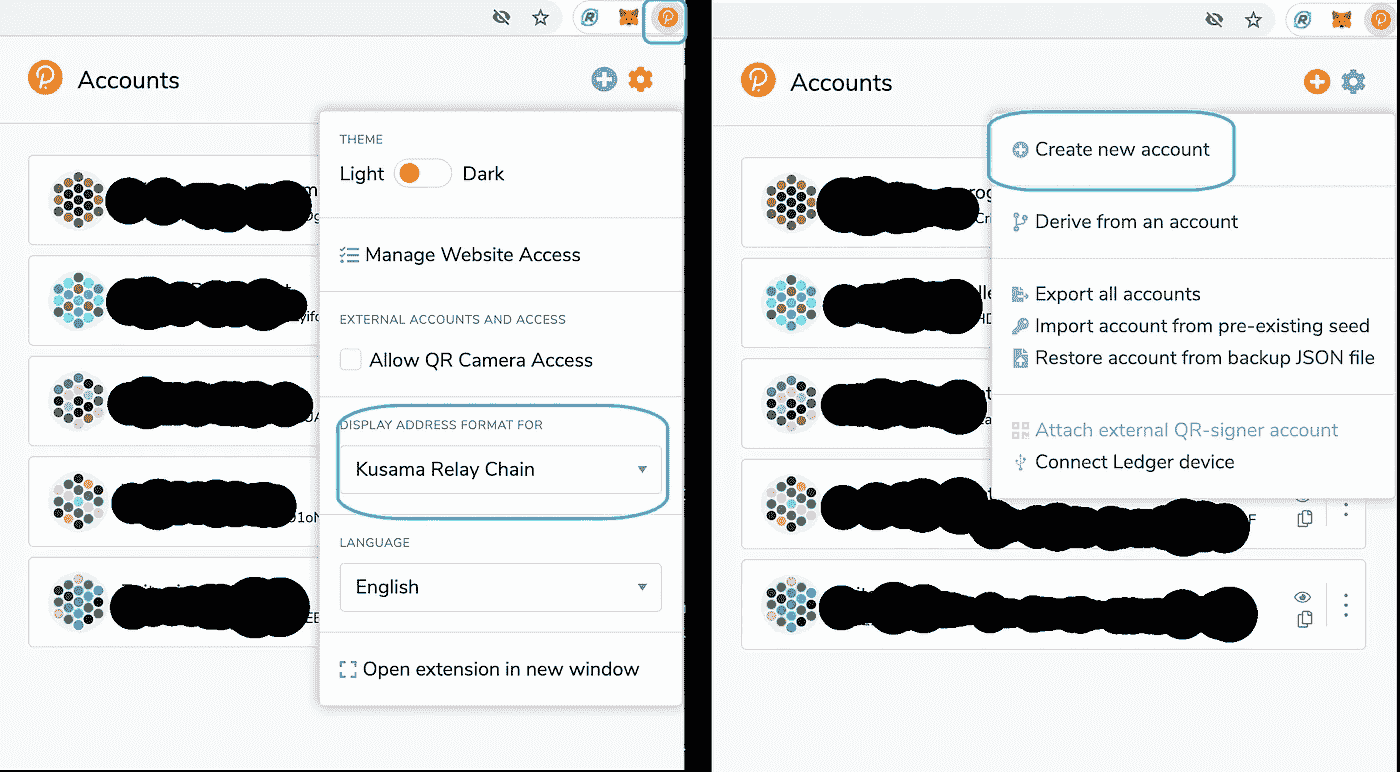 Accounts
THEME
Light Dark
Manage Website Access
EXTERNAL ACCOUNTS AND ACCESS
Allow QR Camera Access
DISPLAY ADDRESS FORMAT FOR
Kusama Relay Chain
LANGUAGE
English
Open extension in new window
Accounts
Create new account
Derive from an account
Export all accounts
Import account from pre-existing seed
Restore account from backup JSON file
Attach external QR-signer account
Connect Ledger device